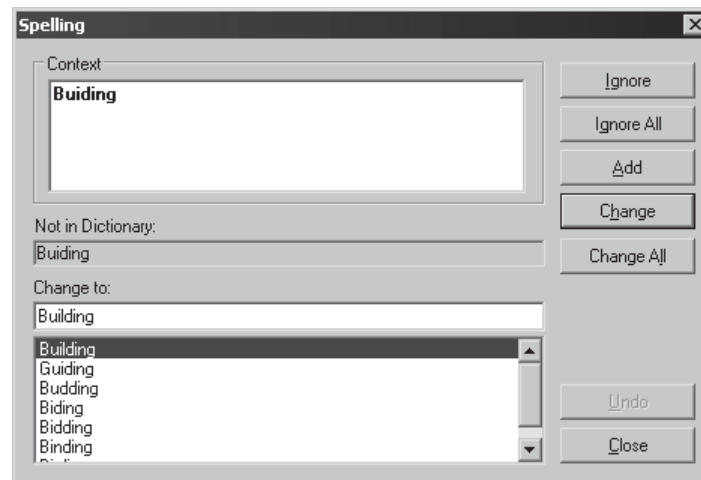 Spelling
Context
Buiding
Not in Dictionary:
Buiding
Change to:
Building
Building
Guiding
Budding
Biding
Bidding
Binding
Ignore
Ignore All
Add
Change
Change All
Undo
Close